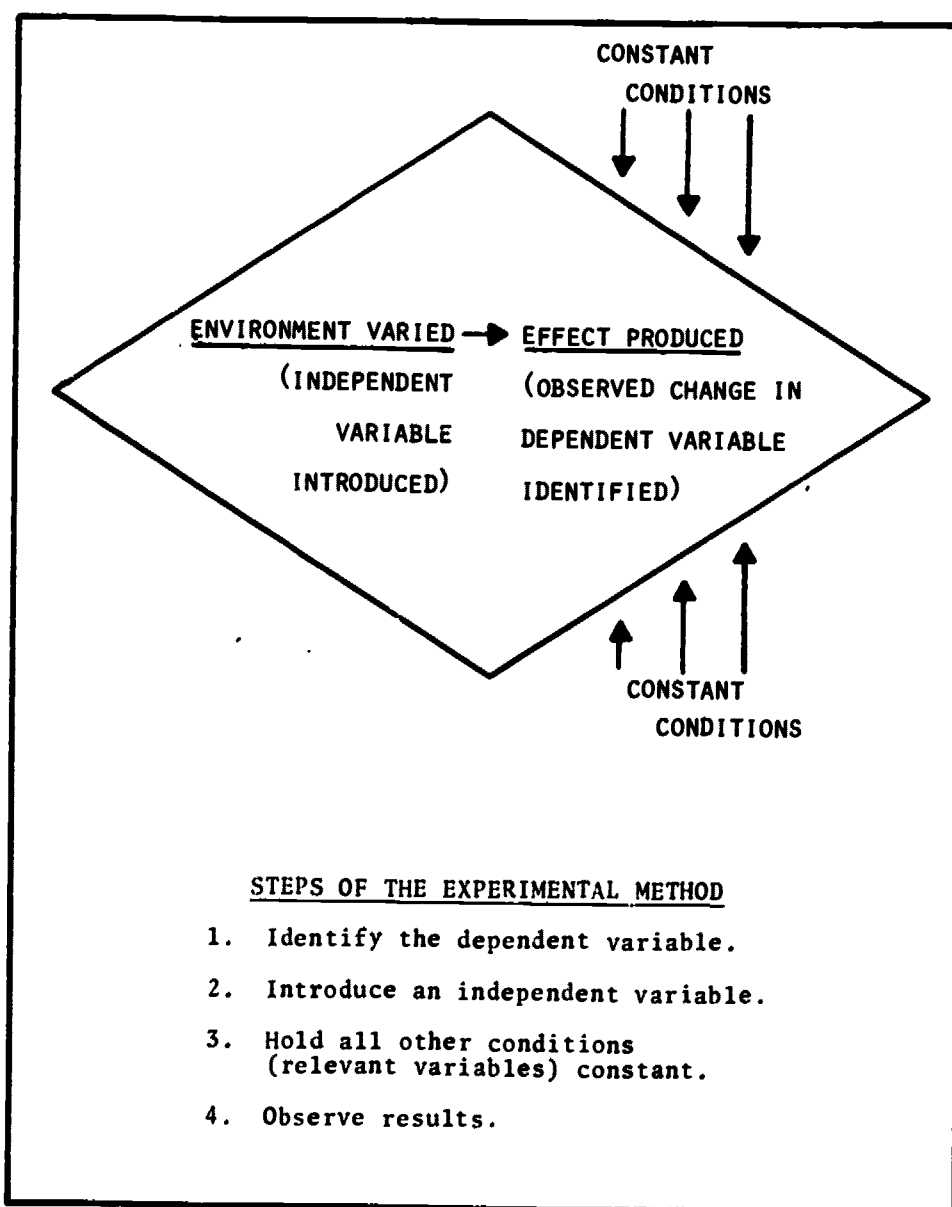 CONSTANT
CONDITIONS
ENVIRONMENT VARIED EFFECT PRODUCED
(INDEPENDENT (OBSERVED CHANGE IN
VARIABLE DEPENDENT VARIABLE
INTRODUCED) IDENTIFIED)
CONSTANT
CONDITIONS
STEPS OF THE EXPERIMENTAL METHOD
1. Identify the dependent variable.
2. Introduce an independent variable.
3. Hold all other conditions
(relevant variables) constant.
4. Observe results.